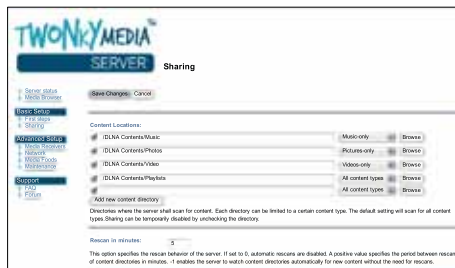 TWONKYMEDIA™
SERVER
Sharing
Server status
Media Browser
Save Changes Cancel
Basic Setup
First steps
Sharing
Advanced Setup
Media Receivers
Network
Media Feeds
Maintenance
Support
FAQ
Forum
Content Locations:
/DLNA Contents/Music Music-only Browse
/DLNA Contents/Photos Pictures-only Browse
/DLNA Contents/Video Videos-only Browse
/DLNA Contents/Playlists All content types Browse
All content types Browse
Add new content directory
Directories where the server shall scan for content. Each directory can be limited to a certain content type. The default setting will scan for all content
types.Sharing can be temporarily disabled by unchecking the directory.
Rescan in minutes: 5
This option specifies the rescan behavior of the server. If set to 0, automatic rescans are disabled. A positive value specifies the period between rescan
of content directories in minutes. -1 enables the server to watch content directories automatically for new content without the need for rescans.